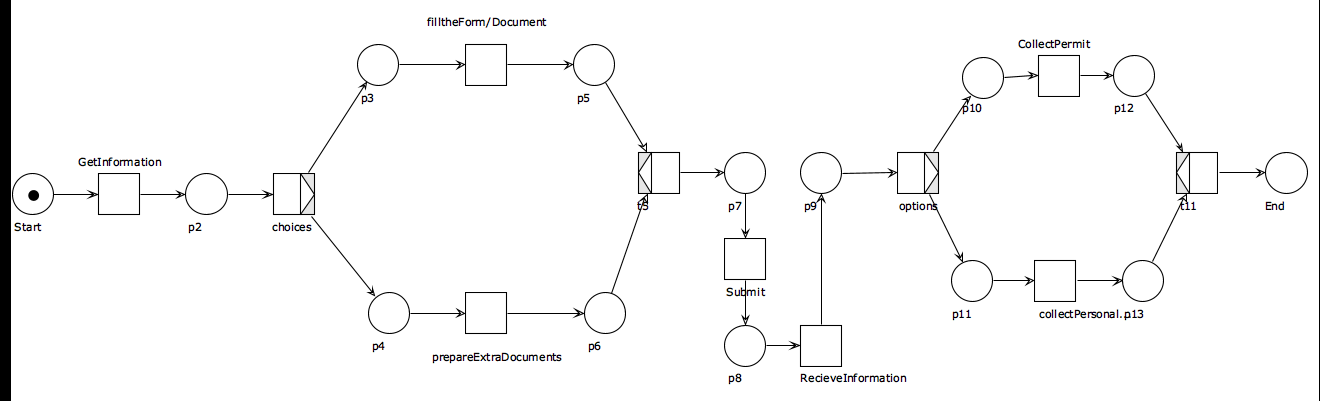 filltheForm/Document
CollectPermit
p3
p5
p10
p12
GetInformation
Start
p2
choices
t5
p7
p9
options
t11
End
Submit
p4
prepareExtraDocuments
p6
p8
RecieveInformation
p11
collectPersonal.
p13